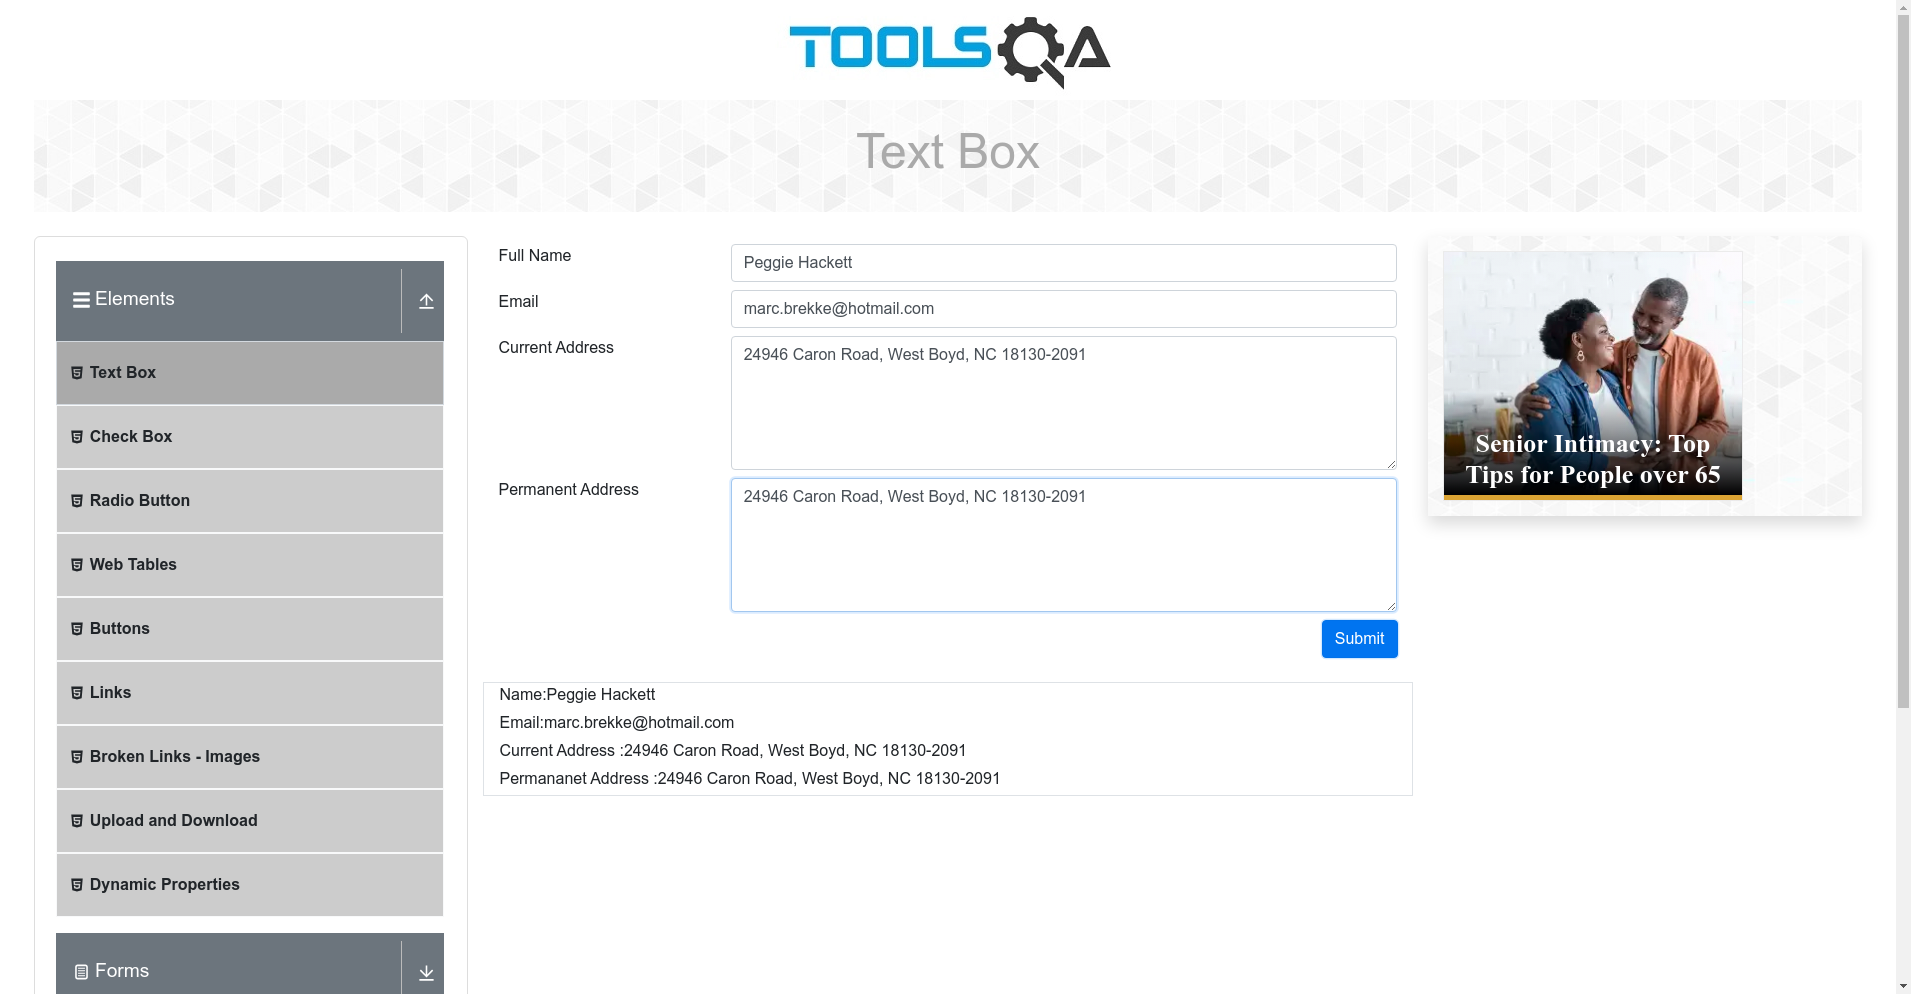 TOOLSQA
Text Box
Elements
Text Box
Check Box
Radio Button
Web Tables
Buttons
Links
Broken Links - Images
Upload and Download
Dynamic Properties
Forms
Full Name
Peggie Hackett
Email
marc.brekke@hotmail.com
Current Address
24946 Caron Road, West Boyd, NC 18130-2091
Permanent Address
24946 Caron Road, West Boyd, NC 18130-2091
Submit
Name:Peggie Hackett
Email:marc.brekke@hotmail.com
Current Address :24946 Caron Road, West Boyd, NC 18130-2091
Permananet Address :24946 Caron Road, West Boyd, NC 18130-2091
Senior Intimacy: Top
Tips for People over 65